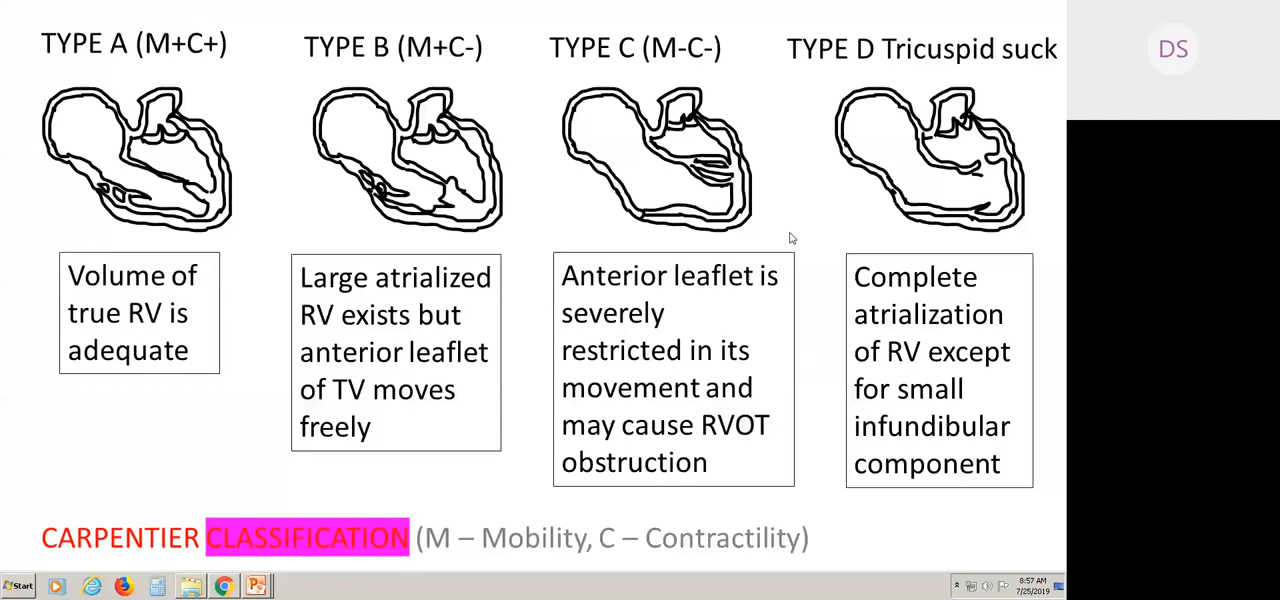 TYPE A (M+C+)
TYPE B (M+C-)
TYPE C (M-C-)
TYPE D Tricuspid suck
DS
Volume of
true RV is
adequate
Large atrialized
RV exists but
anterior leaflet
of TV moves
freely
Anterior leaflet is
severely
restricted in its
movement and
may cause RVOT
obstruction
Complete
atrialization
of RV except
for small
infundibular
component
CARPENTIER CLASSIFICATION (M – Mobility, C – Contractility)
Start
8:57 AM
7/25/2019